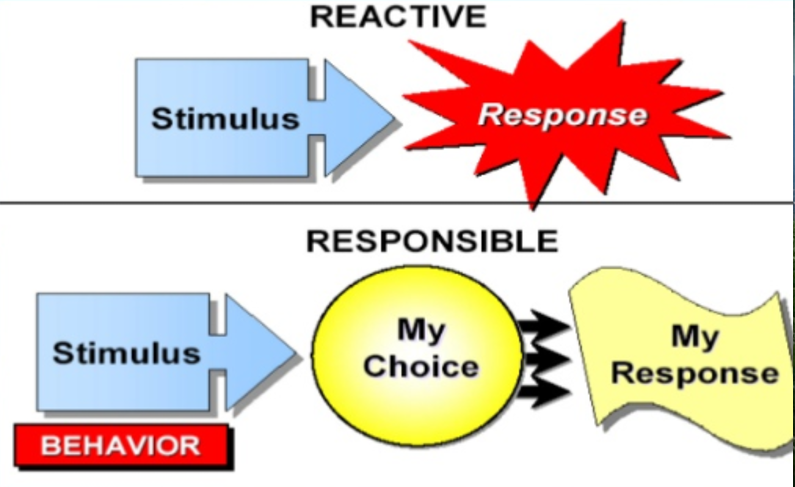 REACTIVE
Stimulus
Response
RESPONSIBLE
Stimulus
My
Choice
My
Response
BEHAVIOR